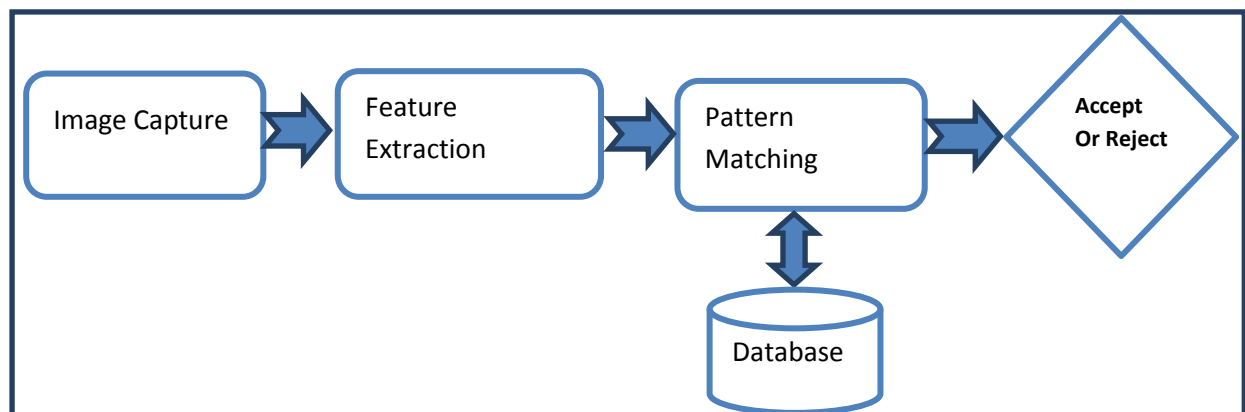 Image Capture
Feature
Extraction
Pattern
Matching
Accept
Or Reject
Database